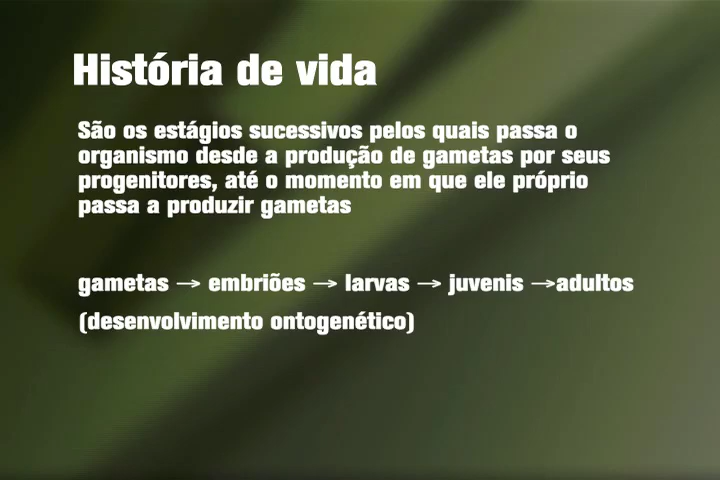 História de vida
São os estágios sucessivos pelos quais passa o
organismo desde a produção de gametas por seus
progenitores, até o momento em que ele próprio
passa a produzir gametas
gametas → embriões → larvas → juvenis →adultos
(desenvolvimento ontogenético)